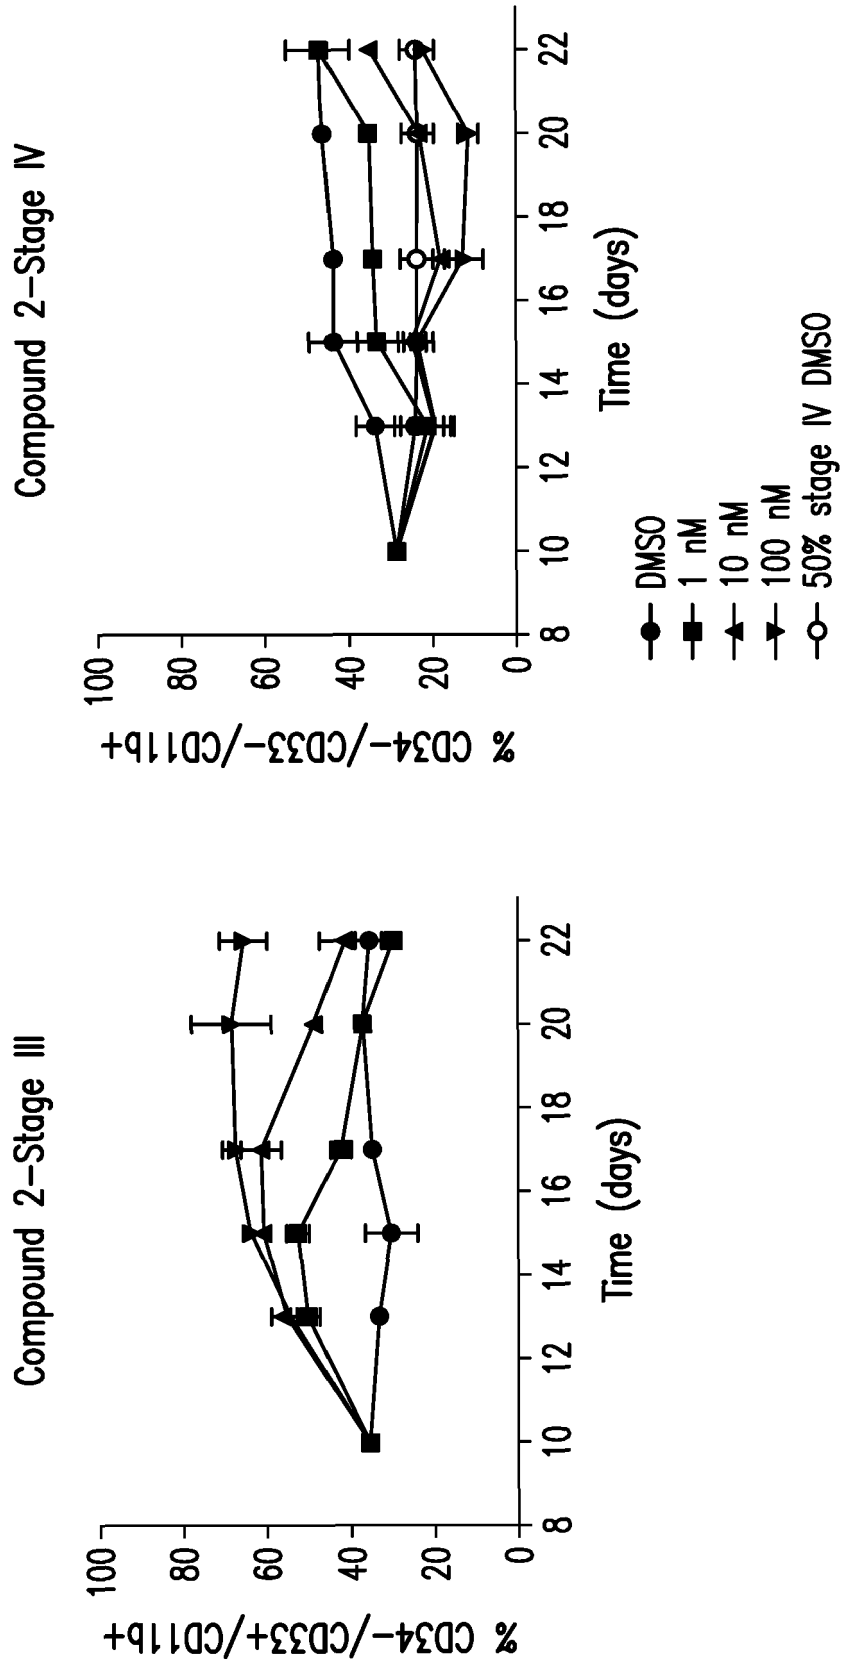 Compound 2-Stage III
% CD34-/CD33+/CD11b+
100
80
60
40
20
0
8
10
12
14
16
18
20
22
Time (days)
Compound 2-Stage IV
% CD34-/CD33-/CD11b+
100
80
60
40
20
0
8
10
12
14
16
18
20
22
Time (days)
DMSO
1 nM
10 nM
100 nM
50% stage IV DMSO